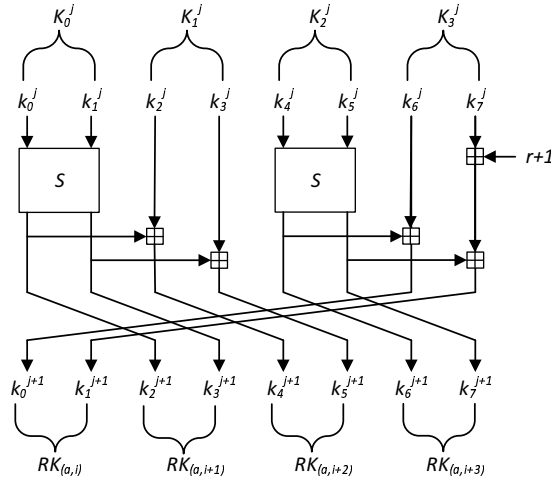 K₀ʲ K₁ʲ K₂ʲ K₃ʲ
k₀ʲ k₁ʲ k₂ʲ k₃ʲ k₄ʲ k₅ʲ k₆ʲ k₇ʲ
S S r+1
k₀ʲ⁺¹ k₁ʲ⁺¹ k₂ʲ⁺¹ k₃ʲ⁺¹ k₄ʲ⁺¹ k₅ʲ⁺¹ k₆ʲ⁺¹ k₇ʲ⁺¹
RK(a,i) RK(a,i+1) RK(a,i+2) RK(a,i+3)